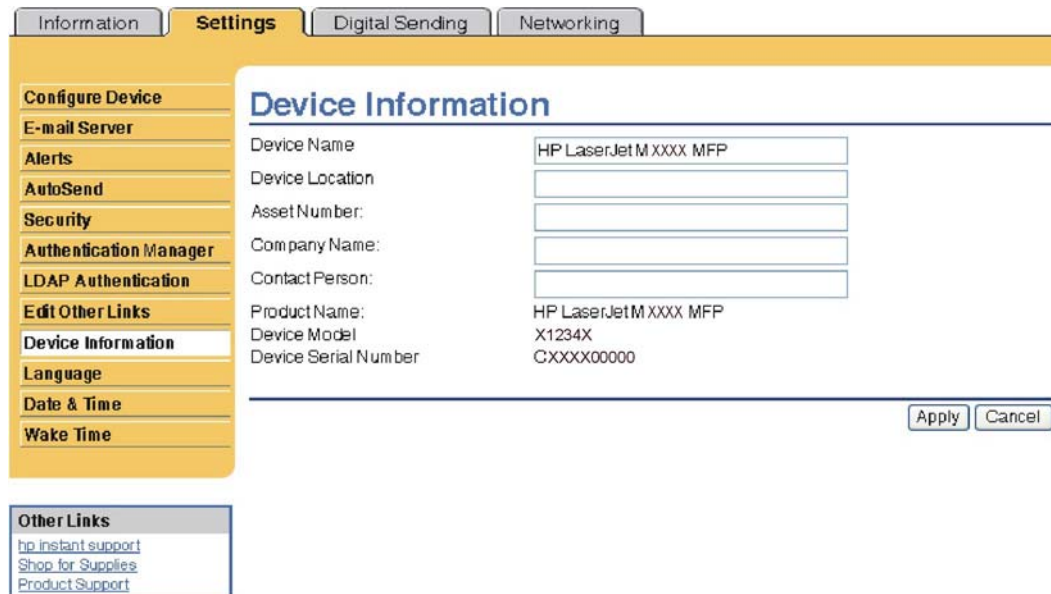 Information Settings Digital Sending Networking
Configure Device
E-mail Server
Alerts
AutoSend
Security
Authentication Manager
LDAP Authentication
Edit Other Links
Device Information
Language
Date & Time
Wake Time
Other Links
hp instant support
Shop for Supplies
Product Support
Device Information
Device Name HP LaserJet M XXXX MFP
Device Location
Asset Number:
Company Name:
Contact Person:
Product Name: HP LaserJet M XXXX MFP
Device Model X1234X
Device Serial Number CXXXX00000
Apply Cancel